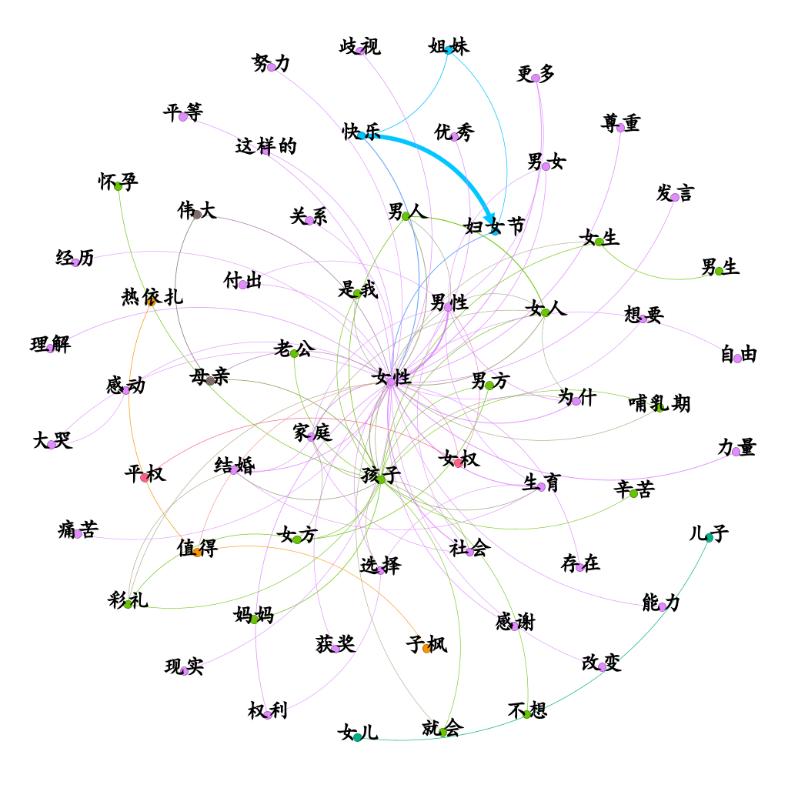 歧视
姐妹
努力
更多
平等
快乐
优秀
尊重
这样的
男女
怀孕
发言
伟大
关系
男人
妇女节
女生
经历
男生
付出
是我
热依扎
男性
女人
想要
理解
老公
自由
母亲
感动
女性
男方
为什
哺乳期
大哭
家庭
力量
平权
结婚
孩子
女权
生育
辛苦
痛苦
值得
女方
社会
存在
儿子
选择
彩礼
妈妈
能力
获奖
子枫
感谢
现实
改变
权利
女儿
就会
不想